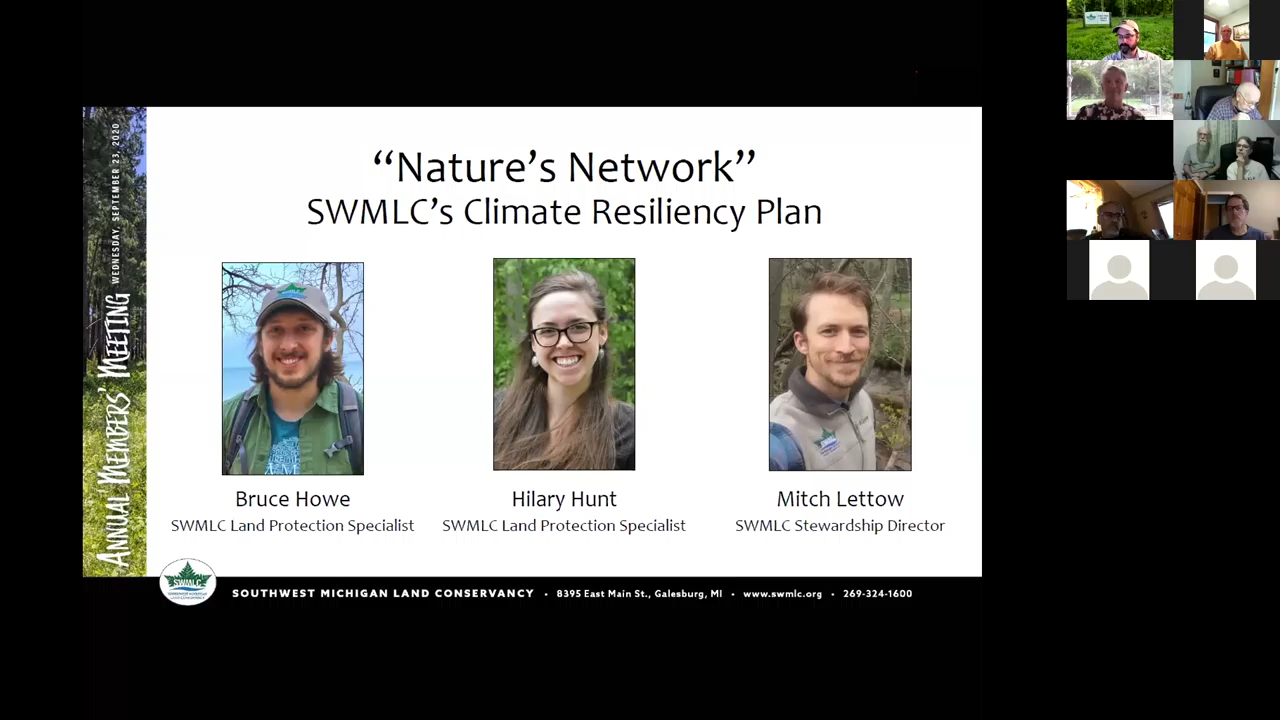 “Nature’s Network”
SWMLC’s Climate Resiliency Plan
ANNUAL MEMBERS’ MEETING
WEDNESDAY, SEPTEMBER 23, 2020
Bruce Howe
SWMLC Land Protection Specialist
Hilary Hunt
SWMLC Land Protection Specialist
Mitch Lettow
SWMLC Stewardship Director
SWMLC
SOUTHWEST MICHIGAN LAND CONSERVANCY • 8395 East Main St., Galesburg, MI • www.swmlc.org • 269-324-1600